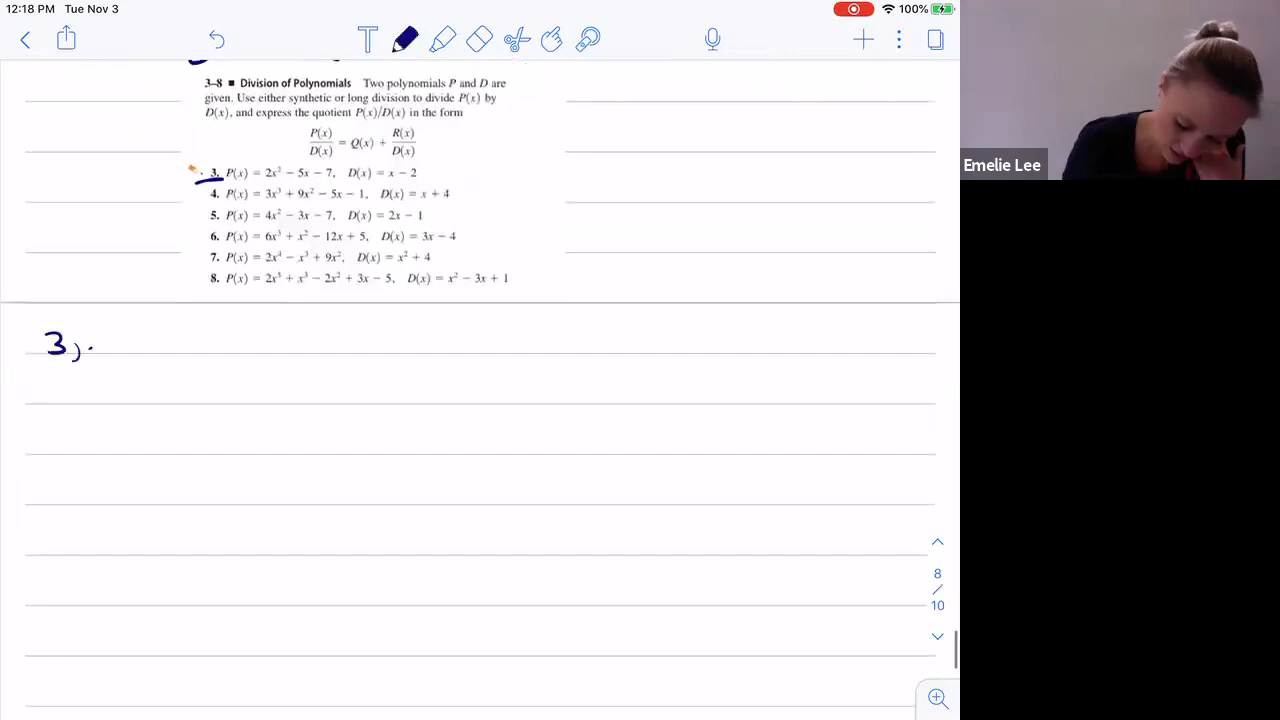 12:18 PM Tue Nov 3
100%
3–8 ■ Division of Polynomials Two polynomials P and D are
given. Use either synthetic or long division to divide P(x) by
D(x), and express the quotient P(x)/D(x) in the form
P(x)/D(x) = Q(x) + R(x)/D(x)
3. P(x) = 2x² − 5x − 7, D(x) = x − 2
4. P(x) = 3x³ + 9x² − 5x − 1, D(x) = x + 4
5. P(x) = 4x² − 3x − 7, D(x) = 2x − 1
6. P(x) = 6x³ + x² − 12x + 5, D(x) = 3x − 4
7. P(x) = 2x⁴ − x³ + 9x², D(x) = x² + 4
8. P(x) = 2x⁵ + x³ − 2x² + 3x − 5, D(x) = x² − 3x + 1
3)
8
/
10
T
Emelie Lee